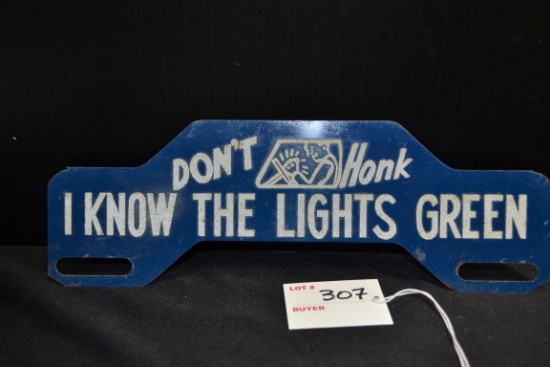 DON'T Honk
I KNOW THE LIGHTS GREEN
LOT # 307
BUYER